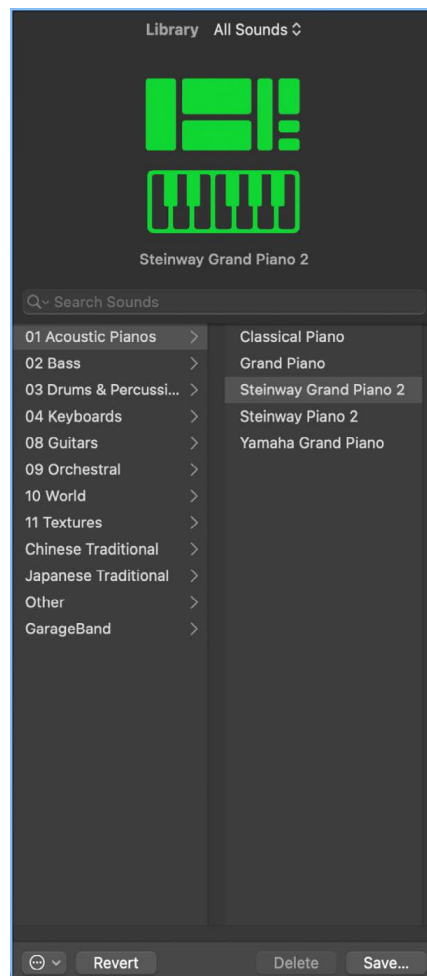 Library All Sounds
Steinway Grand Piano 2
Search Sounds
01 Acoustic Pianos
02 Bass
03 Drums & Percussi...
04 Keyboards
08 Guitars
09 Orchestral
10 World
11 Textures
Chinese Traditional
Japanese Traditional
Other
GarageBand
Classical Piano
Grand Piano
Steinway Grand Piano 2
Steinway Piano 2
Yamaha Grand Piano
Revert
Delete
Save...